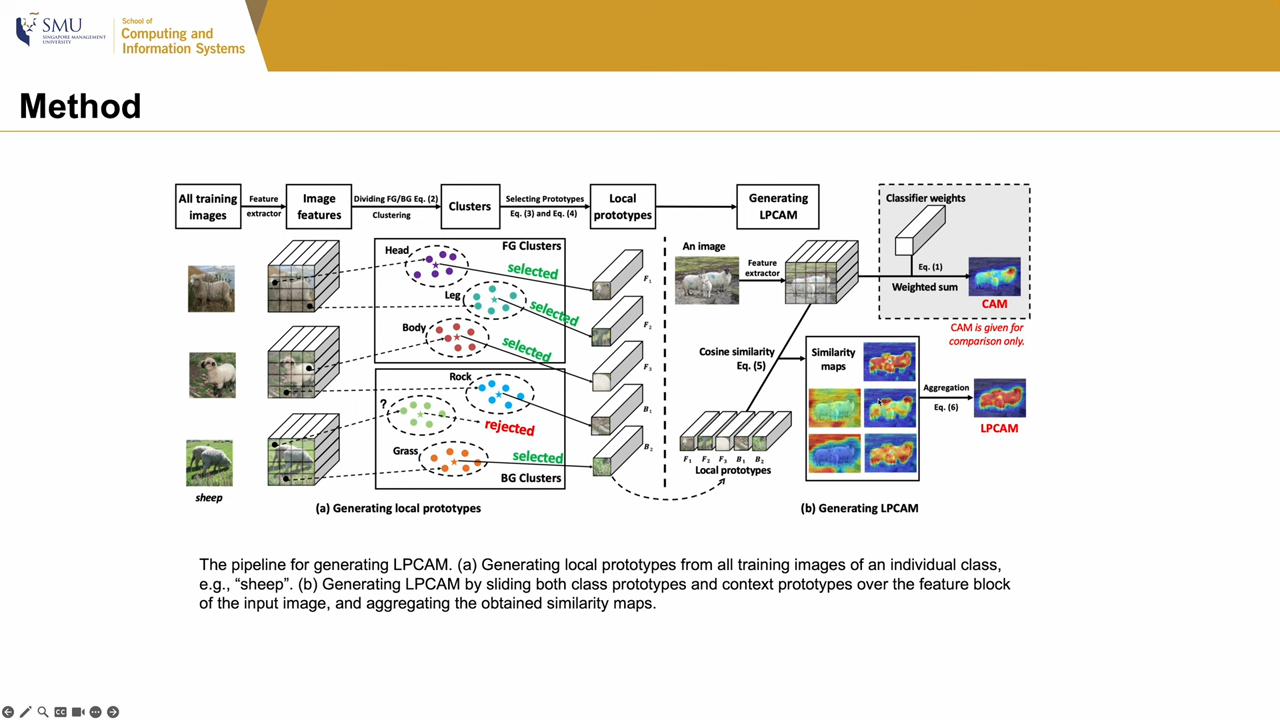 SMU
SINGAPORE MANAGEMENT
UNIVERSITY
School of
Computing and
Information Systems
Method
All training
images
Feature
extractor
Image
features
Dividing FG/BG Eq. (2)
Clustering
Clusters
Selecting Prototypes
Eq. (3) and Eq. (4)
Local
prototypes
Generating
LPCAM
FG Clusters
Head
selected
Leg
selected
Body
selected
Rock
?
rejected
Grass
selected
BG Clusters
F1
F2
F3
B1
B2
sheep
(a) Generating local prototypes
An image
Feature
extractor
Classifier weights
Eq. (1)
Weighted sum
CAM
CAM is given for
comparison only.
Cosine similarity
Eq. (5)
Similarity
maps
Aggregation
Eq. (6)
LPCAM
F1 F2 F3 B1 B2
Local prototypes
(b) Generating LPCAM
The pipeline for generating LPCAM. (a) Generating local prototypes from all training images of an individual class,
e.g., “sheep”. (b) Generating LPCAM by sliding both class prototypes and context prototypes over the feature block
of the input image, and aggregating the obtained similarity maps.
CC